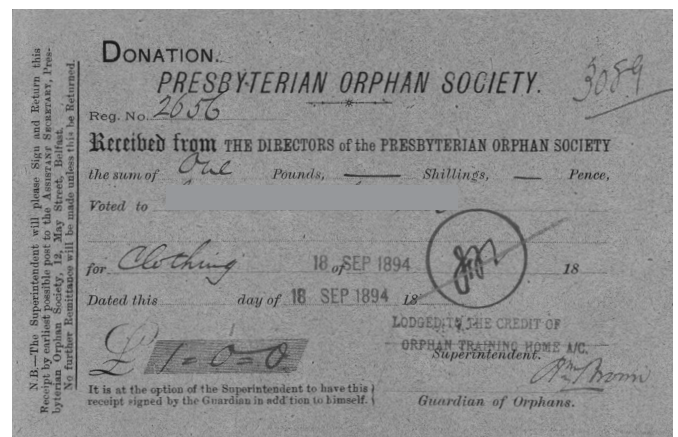 DONATION.
PRESBYTERIAN ORPHAN SOCIETY.
3089
Reg. No. 2656
Received from THE DIRECTORS of the PRESBYTERIAN ORPHAN SOCIETY
the sum of One Pounds, — Shillings, — Pence,
Voted to
for Clothing 18 of SEP 1894 18
Dated this day of 18 SEP 1894 18
LODGED TO THE CREDIT OF
ORPHAN TRAINING HOME A/C.
Superintendent.
£1=0=0
It is at the option of the Superintendent to have this
receipt signed by the Guardian in addition to himself.
Guardian of Orphans.
N.B.—The Superintendent will please Sign and Return this
Receipt by earliest possible post to the ASSISTANT SECRETARY, Pres-
byterian Orphan Society, 12, May Street, Belfast.
No further Remittance will be made unless this be Returned.